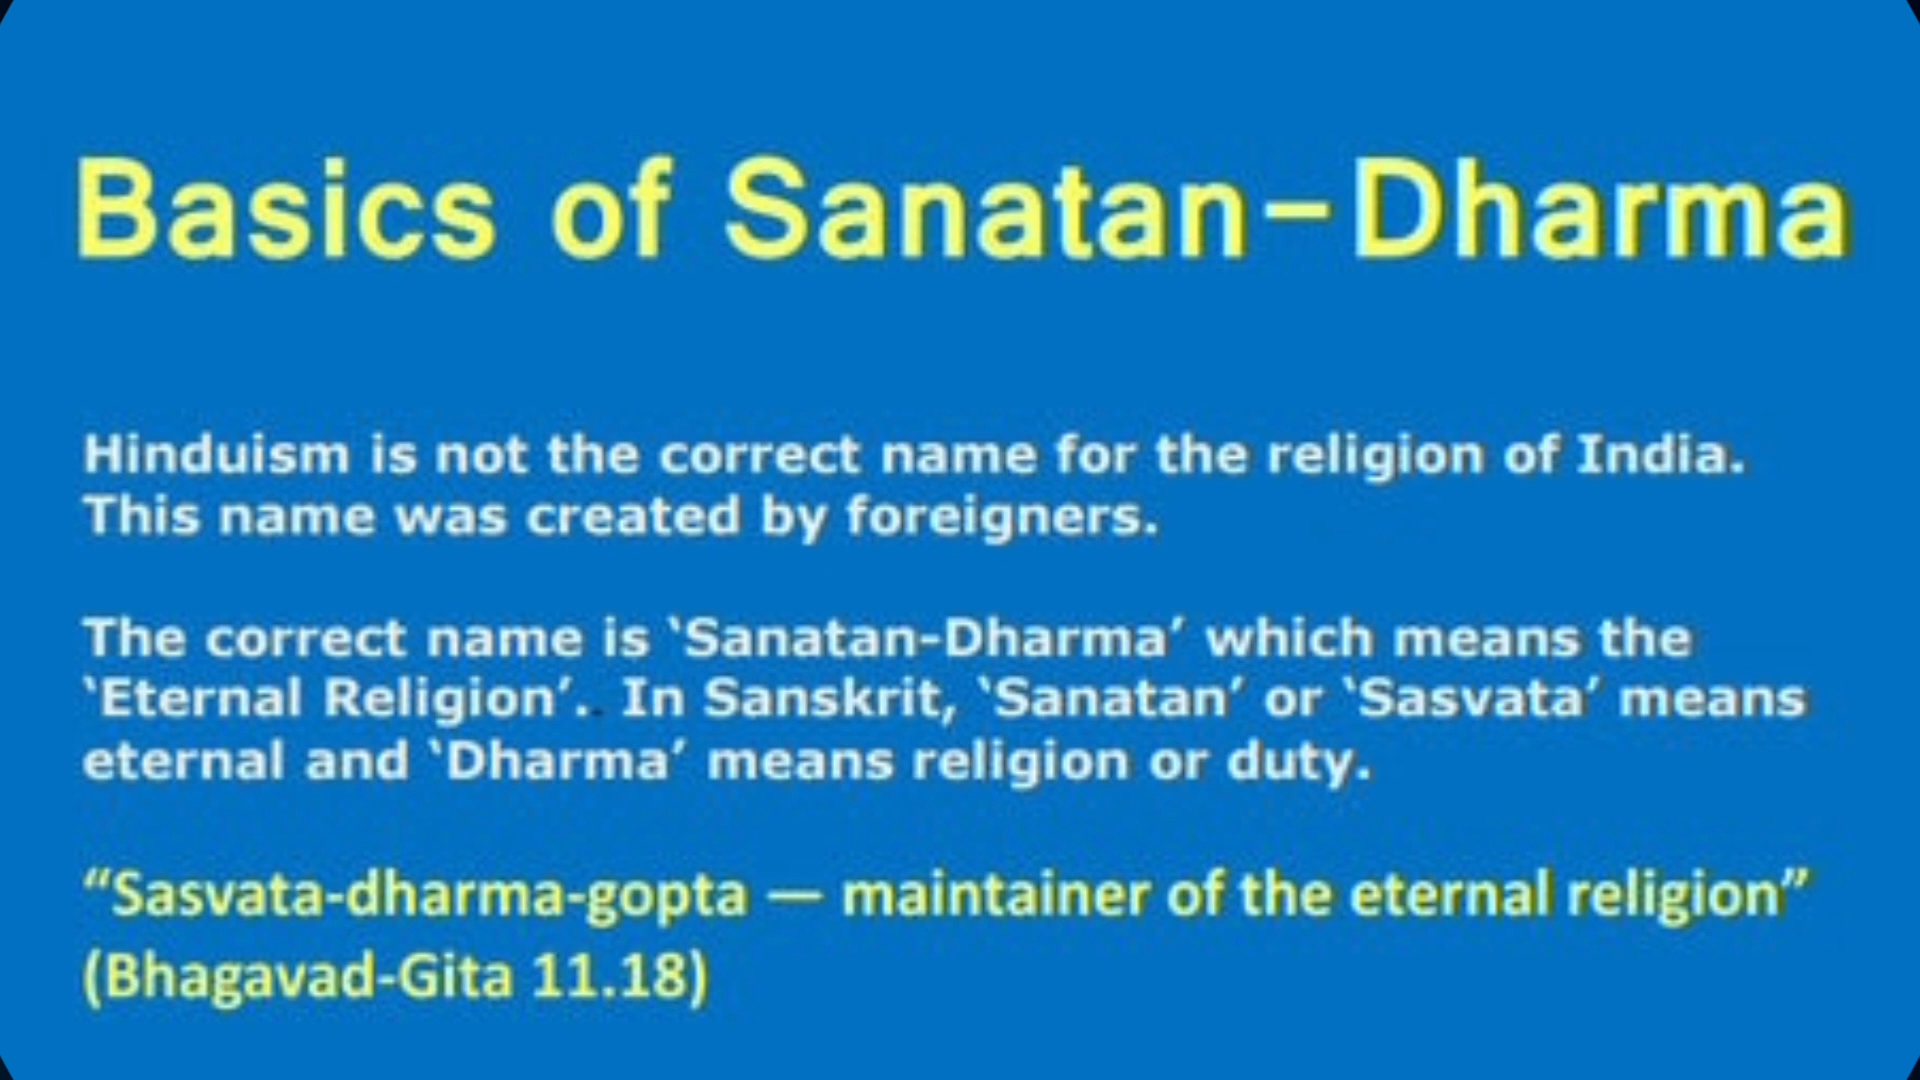 Basics of Sanatan-Dharma
Hinduism is not the correct name for the religion of India.
This name was created by foreigners.
The correct name is ‘Sanatan-Dharma’ which means the
‘Eternal Religion’. In Sanskrit, ‘Sanatan’ or ‘Sasvata’ means
eternal and ‘Dharma’ means religion or duty.
“Sasvata-dharma-gopta — maintainer of the eternal religion”
(Bhagavad-Gita 11.18)